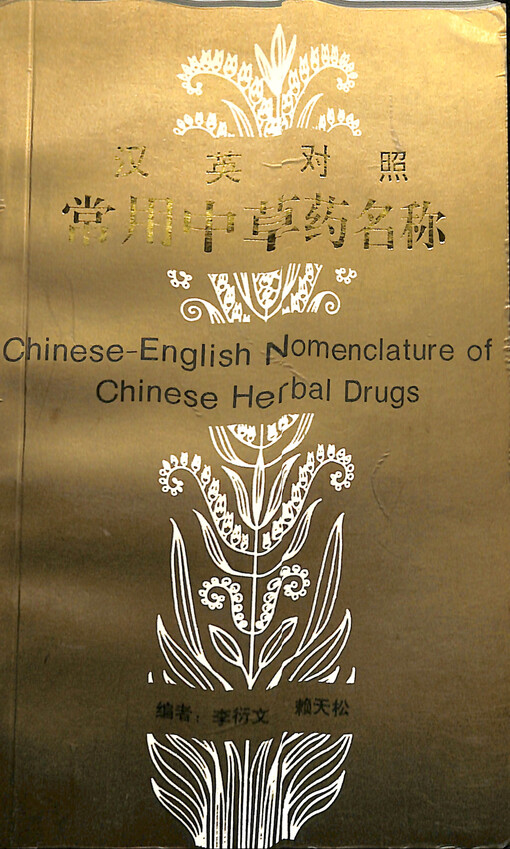 汉英对照
常用中草药名称
Chinese-English Nomenclature of
Chinese Herbal Drugs
编者：李衍文 赖天松